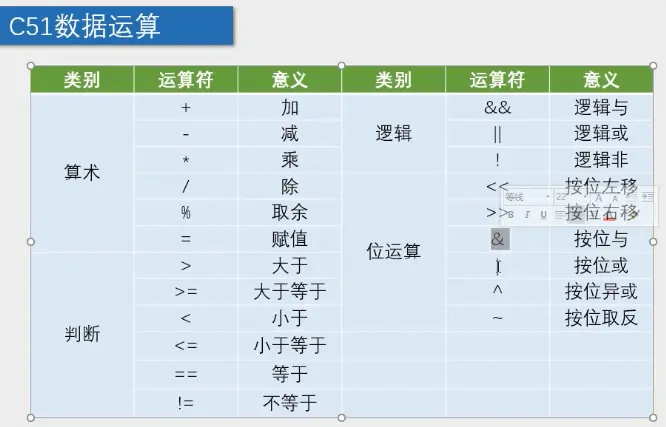 C51数据运算
类别 运算符 意义 类别 运算符 意义
算术 + 加 逻辑 && 逻辑与
- 减 || 逻辑或
* 乘 ! 逻辑非
/ 除 位运算 << 按位左移
% 取余 >> 按位右移
= 赋值 & 按位与
判断 > 大于 | 按位或
>= 大于等于 ^ 按位异或
< 小于 ~ 按位取反
<= 小于等于
== 等于
!= 不等于
等线 22 A A
B I U A